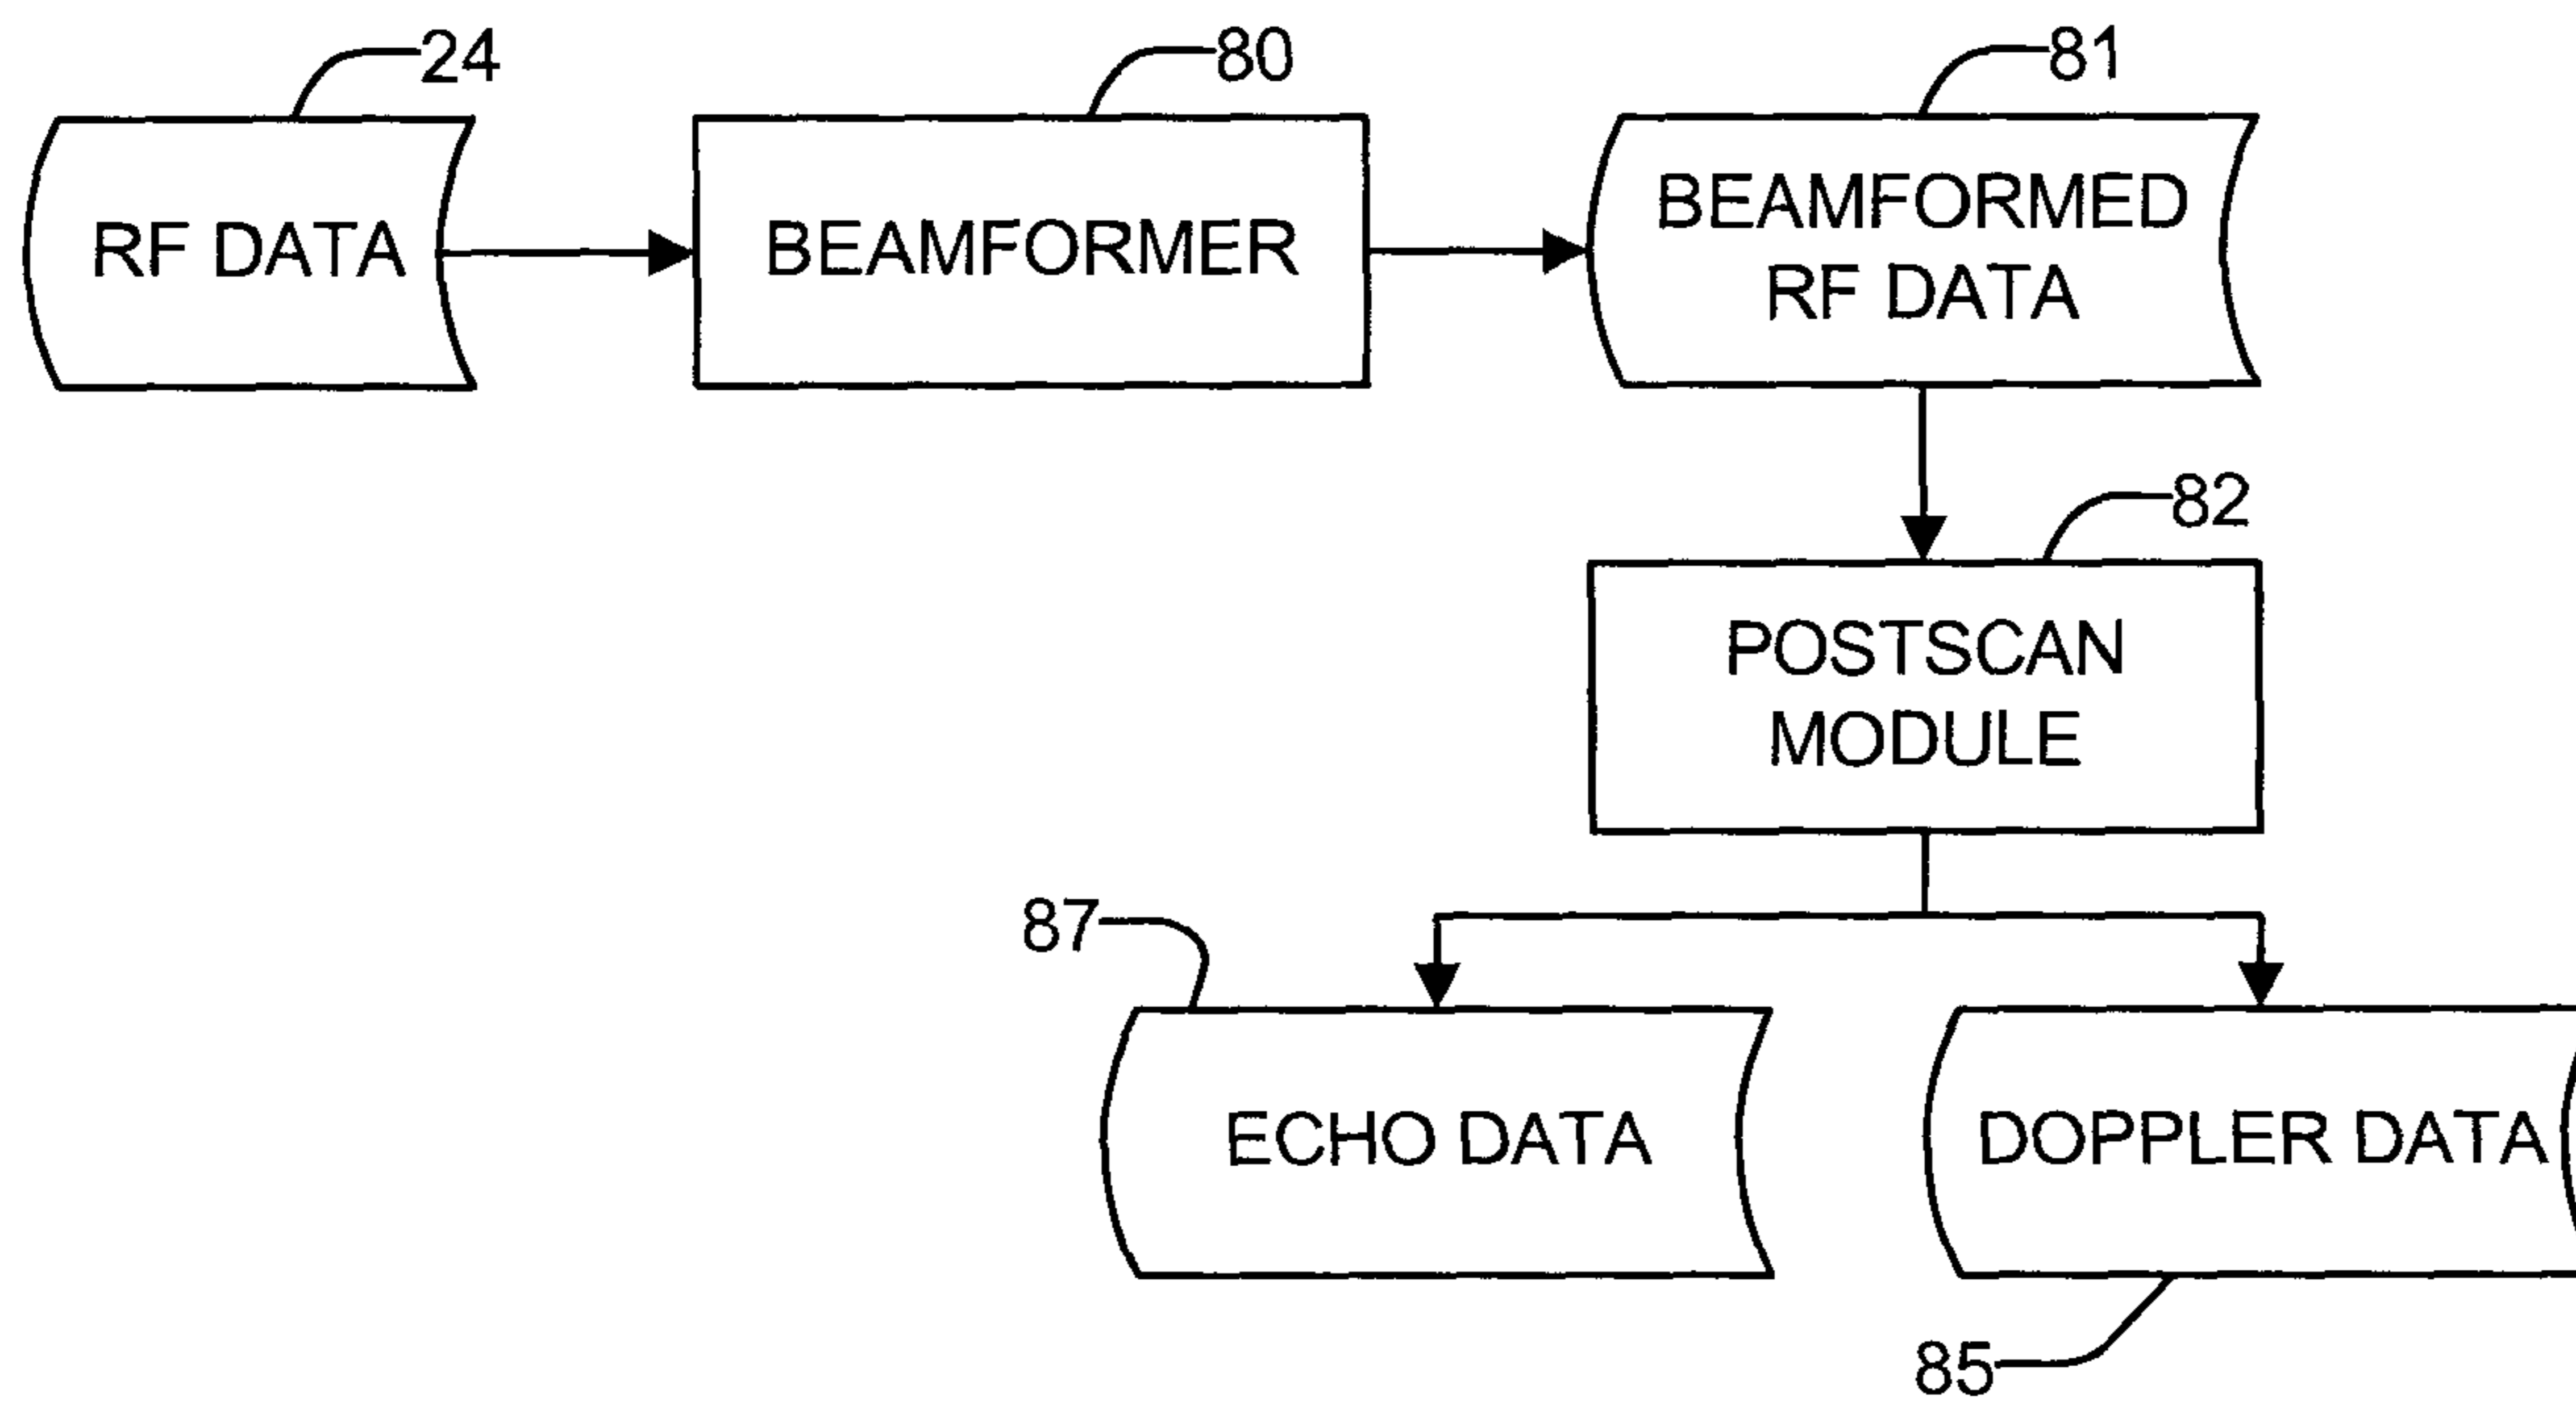 24
80
81
RF DATA
BEAMFORMER
BEAMFORMED
RF DATA
82
POSTSCAN
MODULE
87
ECHO DATA
DOPPLER DATA
85